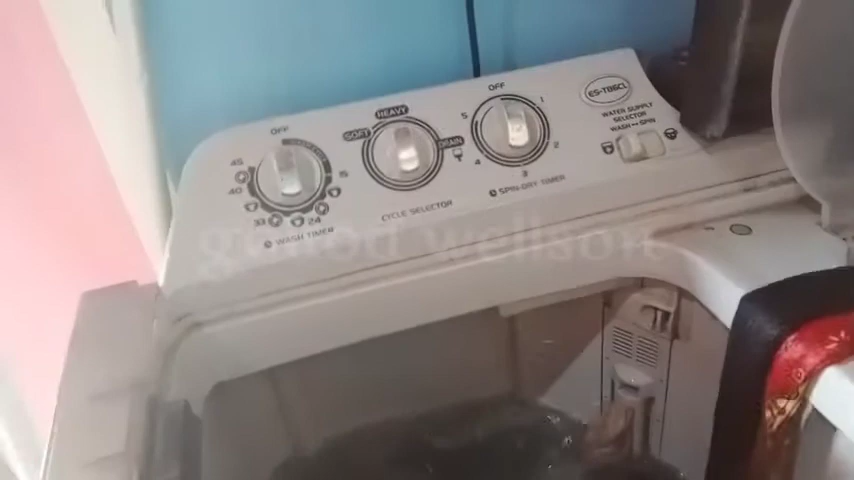 OFF
45
40
33
24
15
WASH TIMER
SOFT
HEAVY
DRAIN
CYCLE SELECTOR
OFF
5
1
4
2
3
SPIN-DRY TIMER
ES-TB6CL
WATER SUPPLY
SELECTOR
WASH •• SPIN